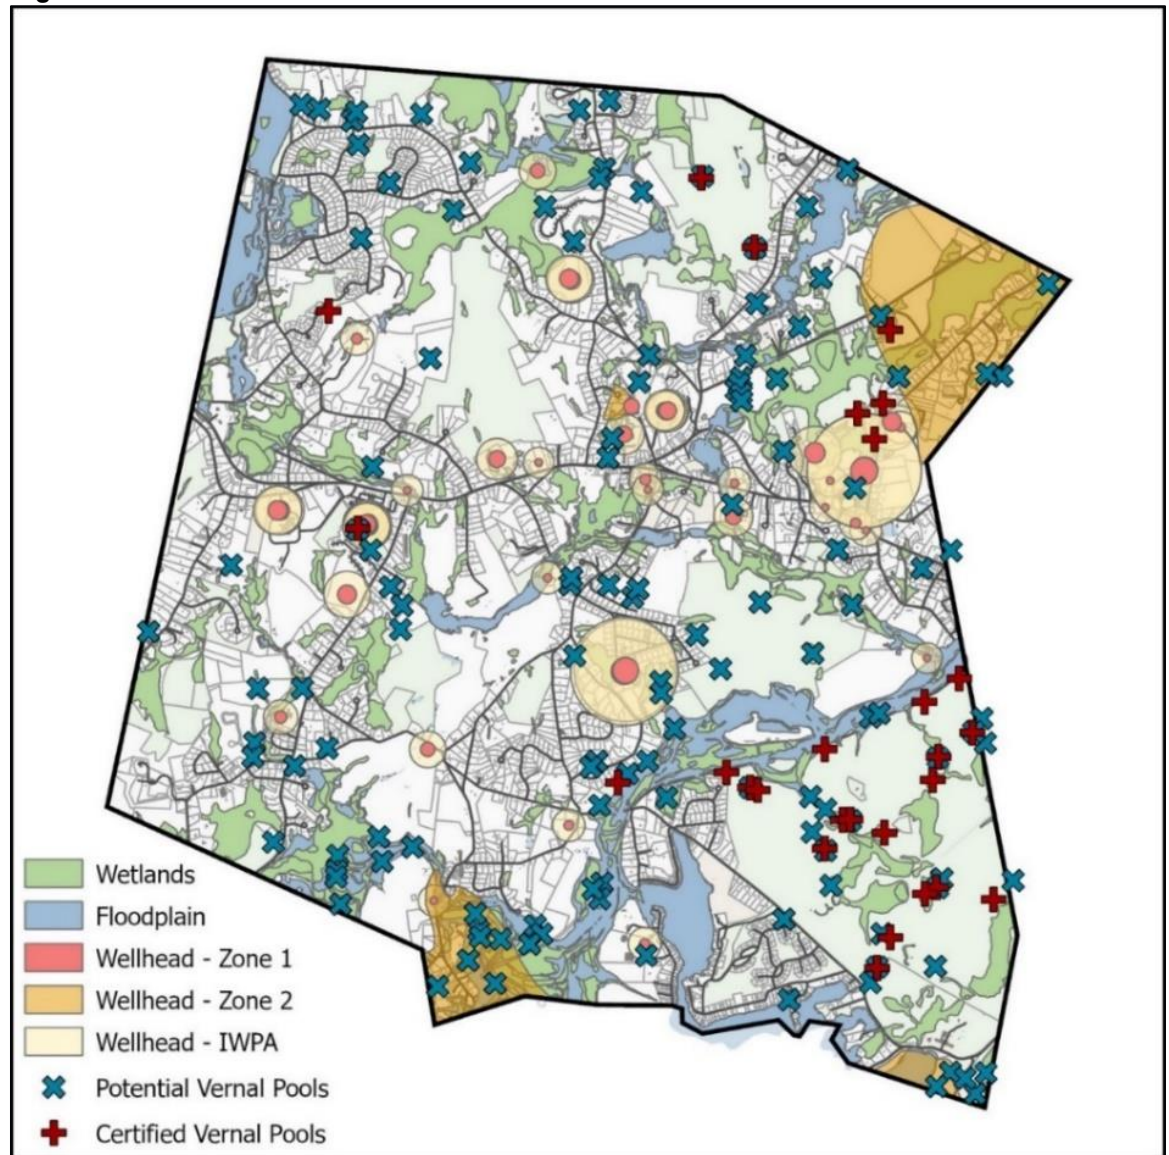 Wetlands
Floodplain
Wellhead - Zone 1
Wellhead - Zone 2
Wellhead - IWPA
Potential Vernal Pools
Certified Vernal Pools